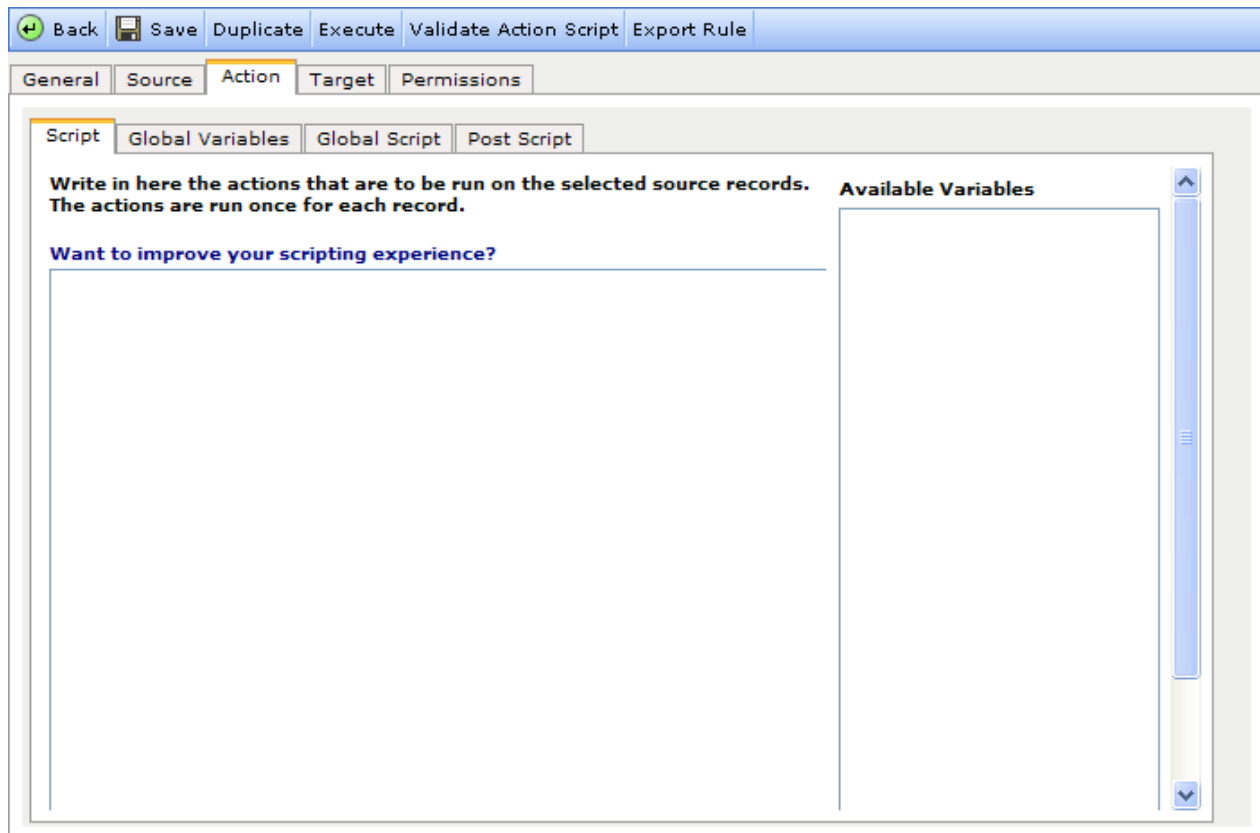 Back Save Duplicate Execute Validate Action Script Export Rule
General Source Action Target Permissions
Script Global Variables Global Script Post Script
Write in here the actions that are to be run on the selected source records.
The actions are run once for each record.
Available Variables
Want to improve your scripting experience?